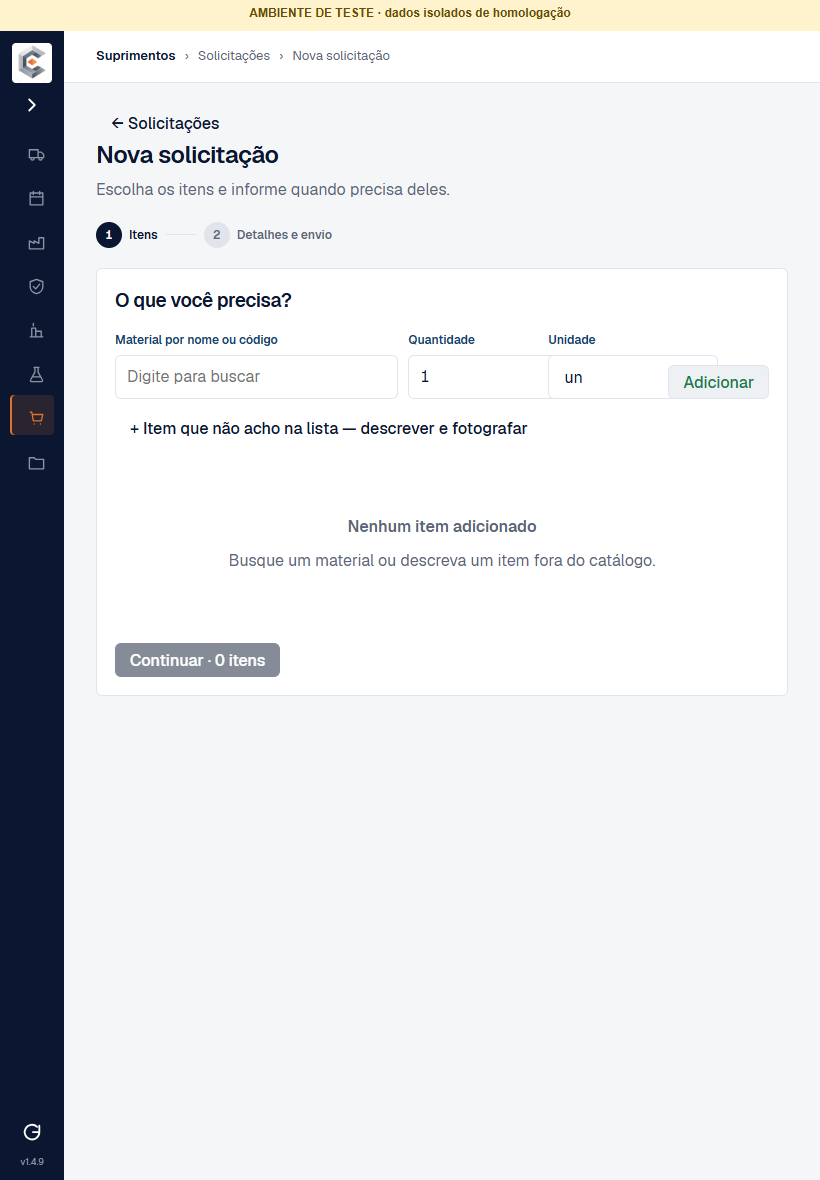 AMBIENTE DE TESTE · dados isolados de homologação
Suprimentos › Solicitações › Nova solicitação
← Solicitações
Nova solicitação
Escolha os itens e informe quando precisa deles.
1 Itens 2 Detalhes e envio
O que você precisa?
Material por nome ou código Quantidade Unidade
Digite para buscar 1 un Adicionar
+ Item que não acho na lista — descrever e fotografar
Nenhum item adicionado
Busque um material ou descreva um item fora do catálogo.
Continuar · 0 itens
v1.4.9